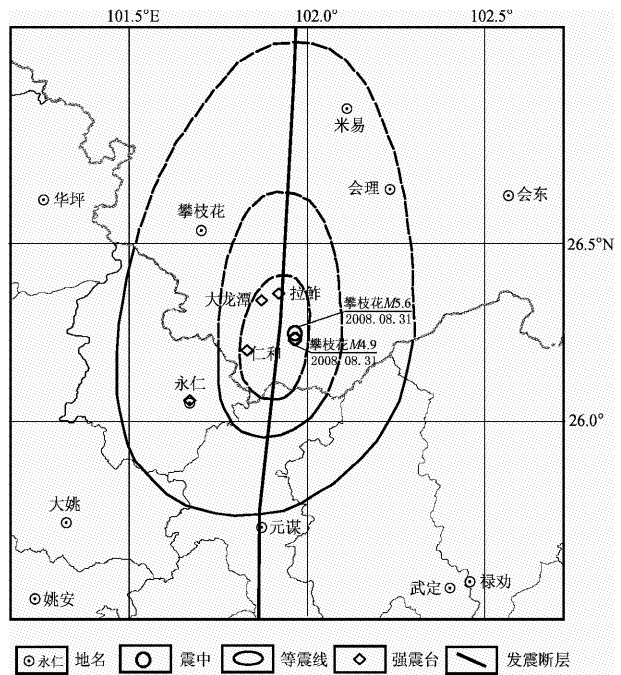 101.5°E
102.0°
102.5°
米易
会理
会东
华坪
攀枝花
26.5°N
大龙潭
拉鲊
攀枝花M5.6
2008.08.31
仁和
攀枝花M4.9
2008.08.31
永仁
26.0°
大姚
元谋
武定
禄劝
姚安
永仁 地名 震中 等震线 强震台 发震断层